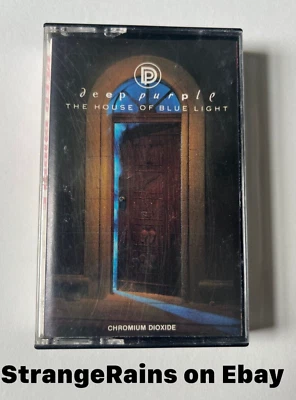 deep purple
THE HOUSE OF BLUE LIGHT
CHROMIUM DIOXIDE
StrangeRains on Ebay